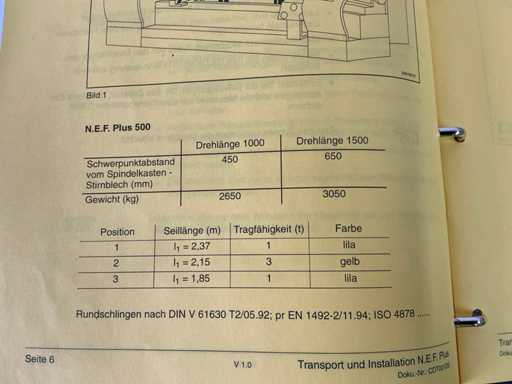 Bild 1
N.E.F. Plus 500
Drehlänge 1000 Drehlänge 1500
Schwerpunktabstand 450 650
vom Spindelkasten -
Stirnblech (mm)
Gewicht (kg) 2650 3050
Position Seillänge (m) Tragfähigkeit (t) Farbe
1 l₁ = 2,37 1 lila
2 l₁ = 2,15 3 gelb
3 l₁ = 1,85 1 lila
Rundschlingen nach DIN V 61630 T2/05.92; pr EN 1492-2/11.94; ISO 4878 ......
Seite 6 V 1.0 Transport und Installation N.E.F. Plus
Doku.-Nr.: